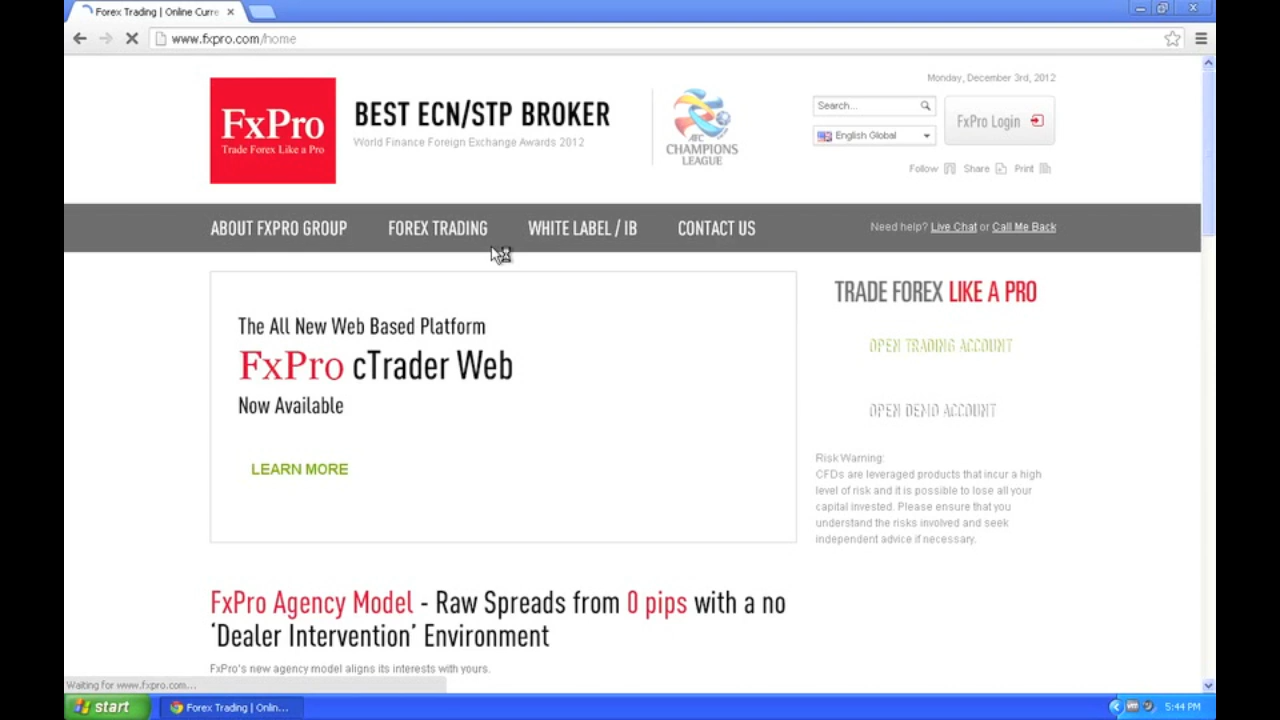 Forex Trading | Online Curre
www.fxpro.com/home
Monday, December 3rd, 2012
FxPro
Trade Forex Like a Pro
BEST ECN/STP BROKER
World Finance Foreign Exchange Awards 2012
AFC
CHAMPIONS
LEAGUE
Search...
English Global
FxPro Login
Follow Share Print
ABOUT FXPRO GROUP FOREX TRADING WHITE LABEL / IB CONTACT US
Need help? Live Chat or Call Me Back
The All New Web Based Platform
FxPro cTrader Web
Now Available
LEARN MORE
TRADE FOREX LIKE A PRO
OPEN TRADING ACCOUNT
OPEN DEMO ACCOUNT
Risk Warning:
CFDs are leveraged products that incur a high
level of risk and it is possible to lose all your
capital invested. Please ensure that you
understand the risks involved and seek
independent advice if necessary.
FxPro Agency Model - Raw Spreads from 0 pips with a no
'Dealer Intervention' Environment
FxPro's new agency model aligns its interests with yours.
Waiting for www.fxpro.com...
start
Forex Trading | Onlin...
5:44 PM